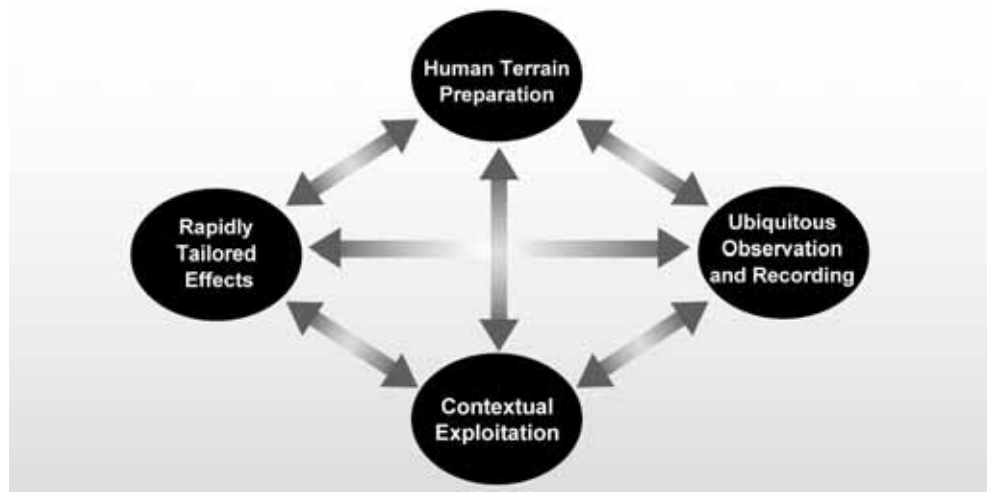 Human Terrain
Preparation
Rapidly
Tailored
Effects
Ubiquitous
Observation
and Recording
Contextual
Exploitation